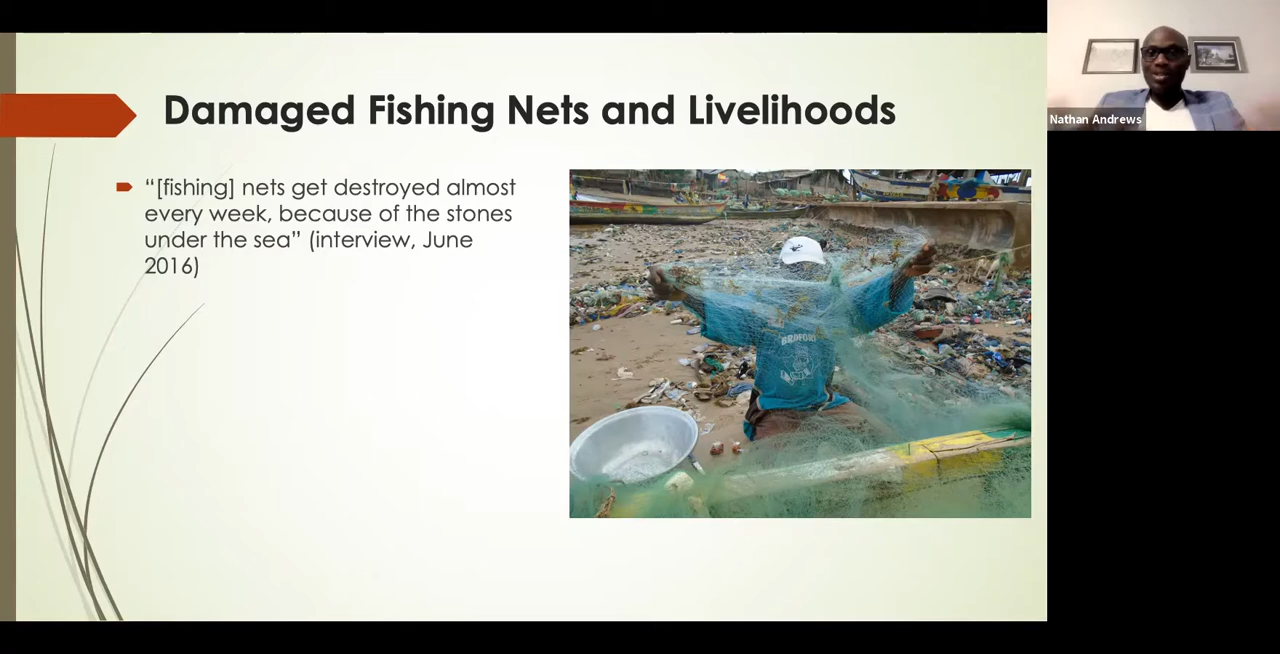 Damaged Fishing Nets and Livelihoods
“[fishing] nets get destroyed almost
every week, because of the stones
under the sea” (interview, June
2016)
Nathan Andrews